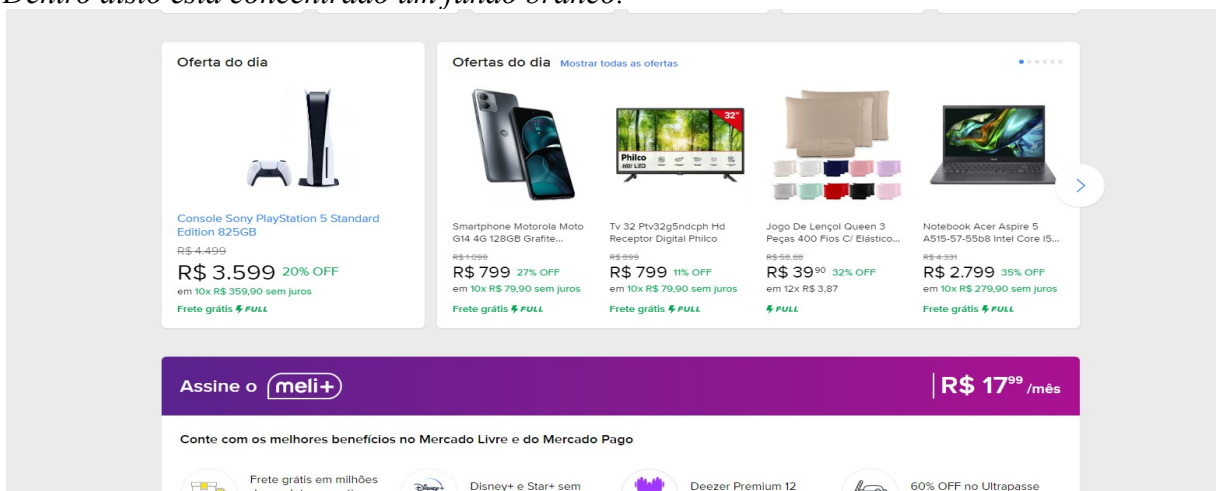 Dentro disto está concentrado um fundo branco.
Oferta do dia
Console Sony PlayStation 5 Standard
Edition 825GB
R$ 4.499
R$ 3.599 20% OFF
em 10x R$ 359,90 sem juros
Frete grátis FULL
Ofertas do dia Mostrar todas as ofertas
32"
Philco
HD LED
Smartphone Motorola Moto
G14 4G 128GB Grafite...
R$ 1.099
R$ 799 27% OFF
em 10x R$ 79,90 sem juros
Frete grátis FULL
Tv 32 Ptv32g5ndcph Hd
Receptor Digital Philco
R$ 899
R$ 799 11% OFF
em 10x R$ 79,90 sem juros
Frete grátis FULL
Jogo De Lençol Queen 3
Peças 400 Fios C/ Elástico...
R$ 58,88
R$ 39⁹⁰ 32% OFF
em 12x R$ 3,87
FULL
Notebook Acer Aspire 5
A515-57-55b8 Intel Core I5...
R$ 4.331
R$ 2.799 35% OFF
em 10x R$ 279,90 sem juros
Frete grátis FULL
Assine o meli+
R$ 17⁹⁹ /mês
Conte com os melhores benefícios no Mercado Livre e do Mercado Pago
Frete grátis em milhões
Disney+
Disney+ e Star+ sem
Deezer Premium 12
60% OFF no Ultrapasse